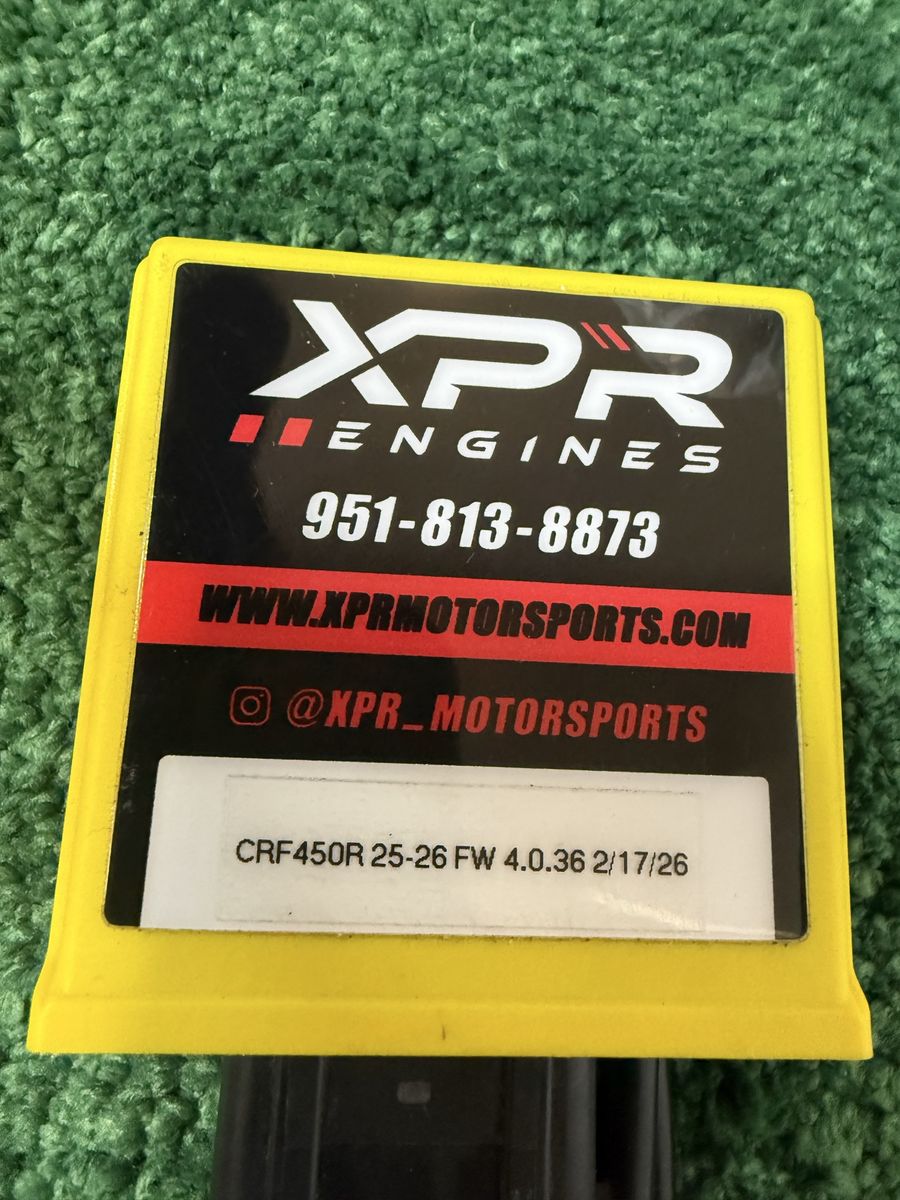 XPR
ENGINES
951-813-8873
WWW.XPRMOTORSPORTS.COM
@XPR_MOTORSPORTS
CRF450R 25-26 FW 4.0.36 2/17/26